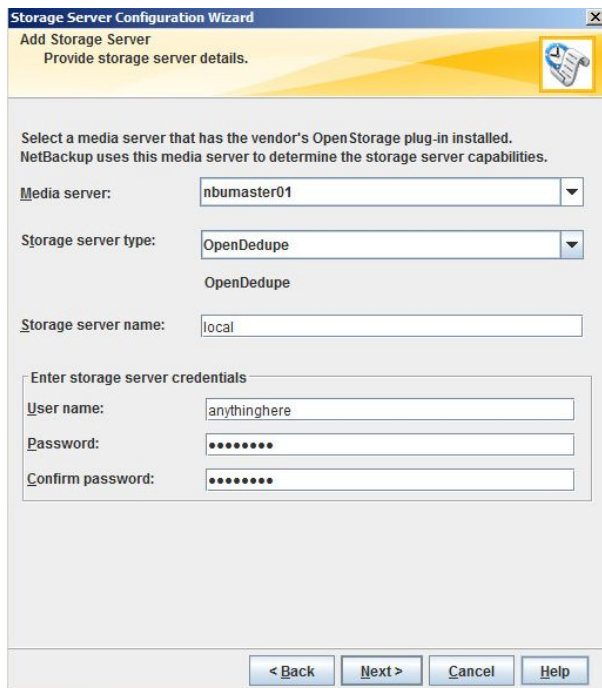 Storage Server Configuration Wizard
Add Storage Server
Provide storage server details.
Select a media server that has the vendor's OpenStorage plug-in installed.
NetBackup uses this media server to determine the storage server capabilities.
Media server: nbumaster01
Storage server type: OpenDedupe
OpenDedupe
Storage server name: local
Enter storage server credentials
User name: anythinghere
Password: ●●●●●●●●
Confirm password: ●●●●●●●●
< Back Next > Cancel Help